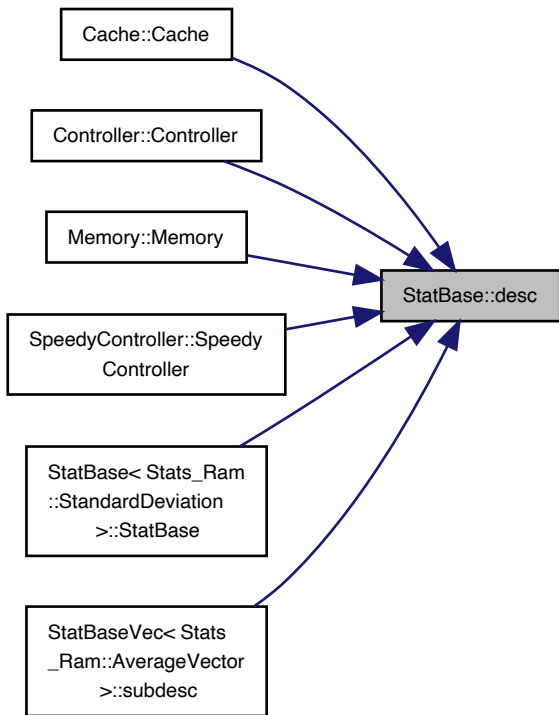 Cache::Cache
Controller::Controller
Memory::Memory
StatBase::desc
SpeedyController::Speedy
Controller
StatBase< Stats_Ram
::StandardDeviation
>::StatBase
StatBaseVec< Stats
_Ram::AverageVector
>::subdesc